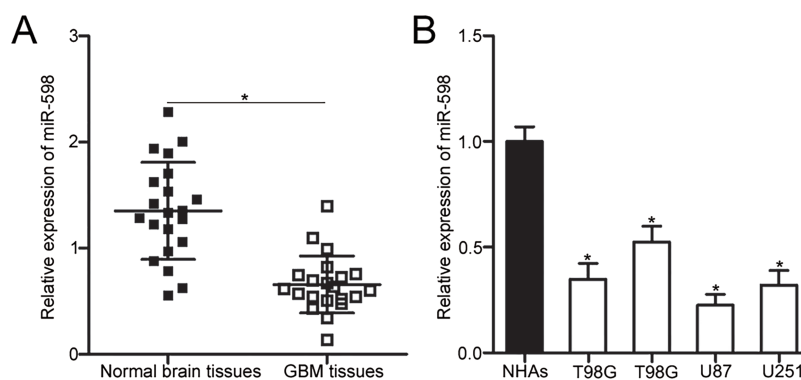 A
Relative expression of miR-598
3
2
1
0
*
Normal brain tissues
GBM tissues
B
Relative expression of miR-598
1.5
1.0
0.5
0.0
*
*
*
*
NHAs
T98G
T98G
U87
U251